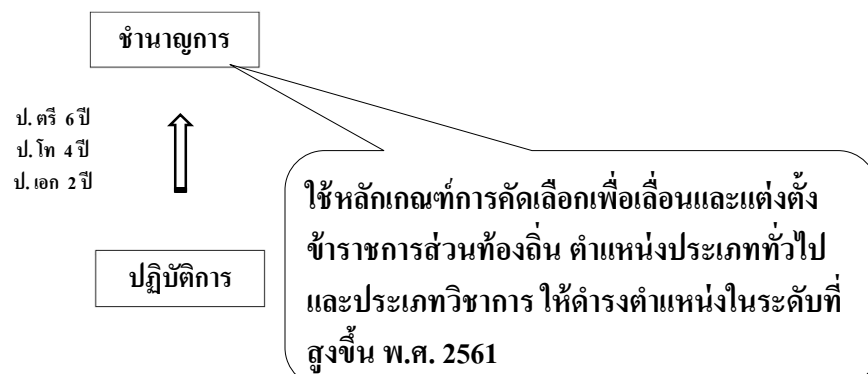 ชำนาญการ
ป. ตรี 6 ปี
ป. โท 4 ปี
ป. เอก 2 ปี
ปฏิบัติการ
ใช้หลักเกณฑ์การคัดเลือกเพื่อเลื่อนและแต่งตั้ง
ข้าราชการส่วนท้องถิ่น ตำแหน่งประเภททั่วไป
และประเภทวิชาการ ให้ดำรงตำแหน่งในระดับที่
สูงขึ้น พ.ศ. 2561